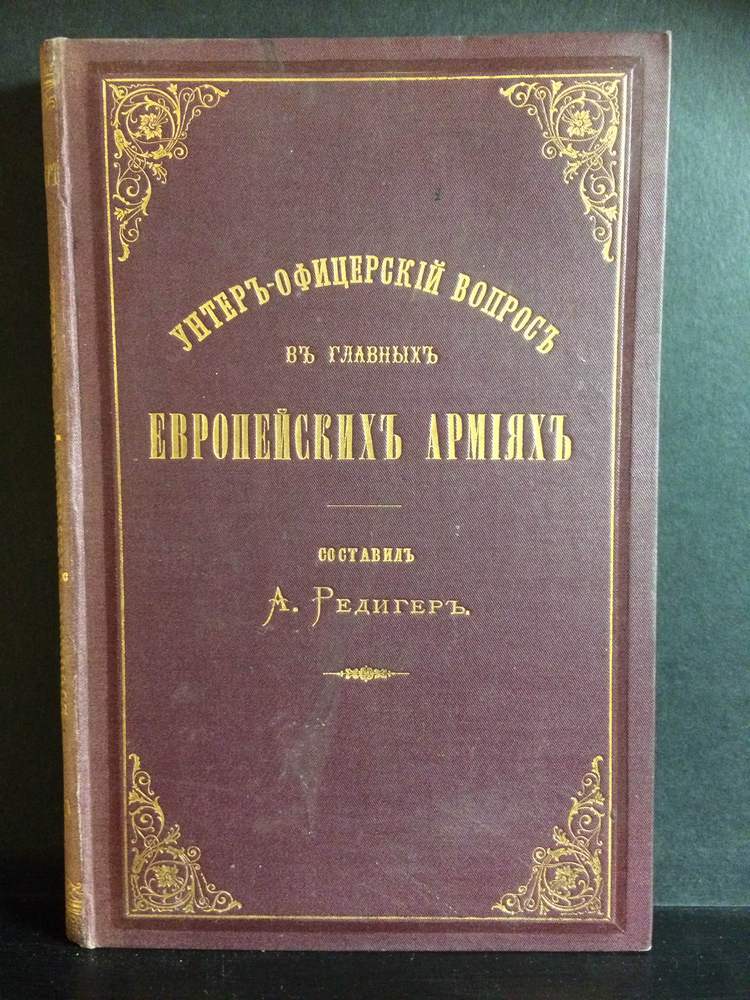 УНТЕРЪ-ОФИЦЕРСКІЙ ВОПРОСЪ
ВЪ ГЛАВНЫХЪ
ЕВРОПЕЙСКИХЪ АРМІЯХЪ
СОСТАВИЛЪ
А. РЕДИГЕРЪ.